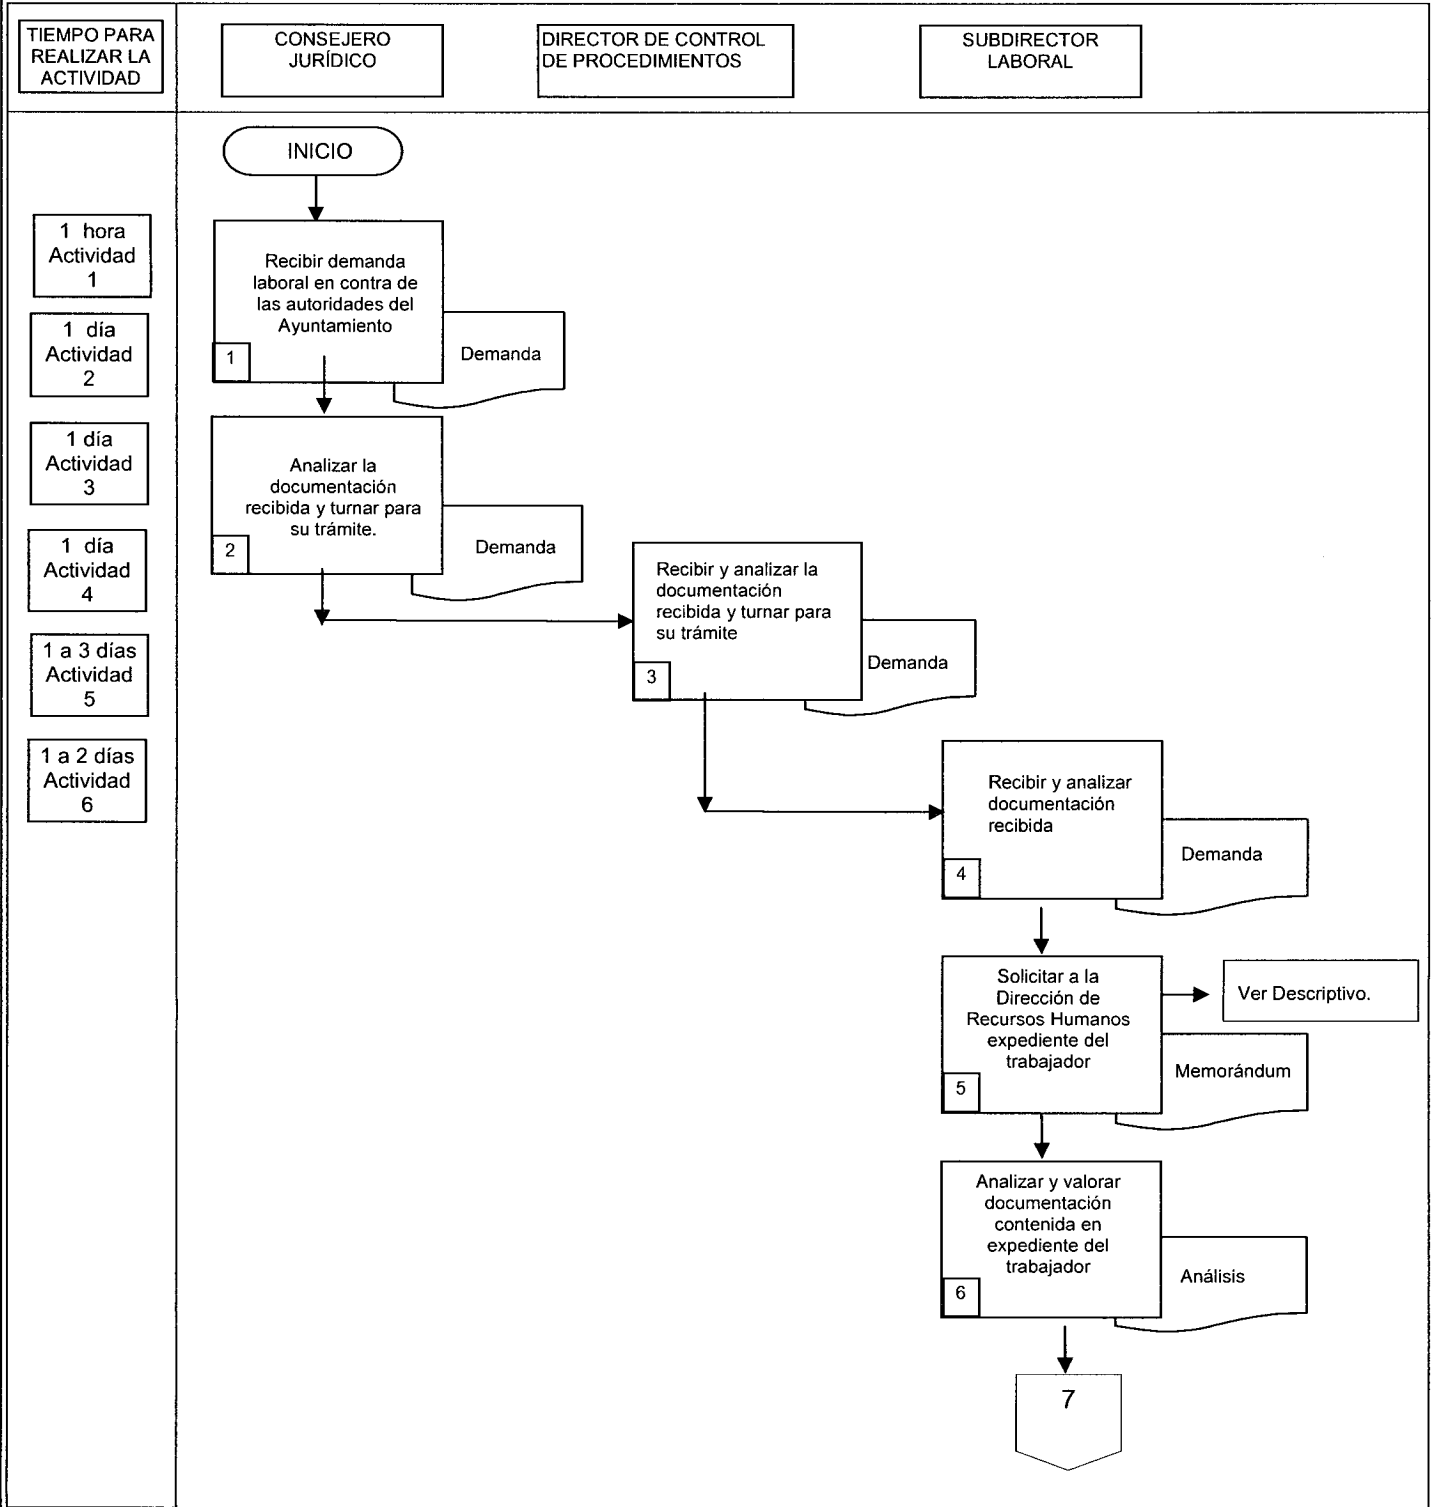 TIEMPO PARA
REALIZAR LA
ACTIVIDAD
CONSEJERO
JURÍDICO
DIRECTOR DE CONTROL
DE PROCEDIMIENTOS
SUBDIRECTOR
LABORAL
INICIO
1 hora
Actividad
1
1 día
Actividad
2
1 día
Actividad
3
1 día
Actividad
4
1 a 3 días
Actividad
5
1 a 2 días
Actividad
6
Recibir demanda
laboral en contra de
las autoridades del
Ayuntamiento
1
Demanda
Analizar la
documentación
recibida y turnar para
su trámite.
2
Demanda
Recibir y analizar la
documentación
recibida y turnar para
su trámite
3
Demanda
Recibir y analizar
documentación
recibida
4
Demanda
Solicitar a la
Dirección de
Recursos Humanos
expediente del
trabajador
5
Ver Descriptivo.
Memorándum
Analizar y valorar
documentación
contenida en
expediente del
trabajador
6
Análisis
7